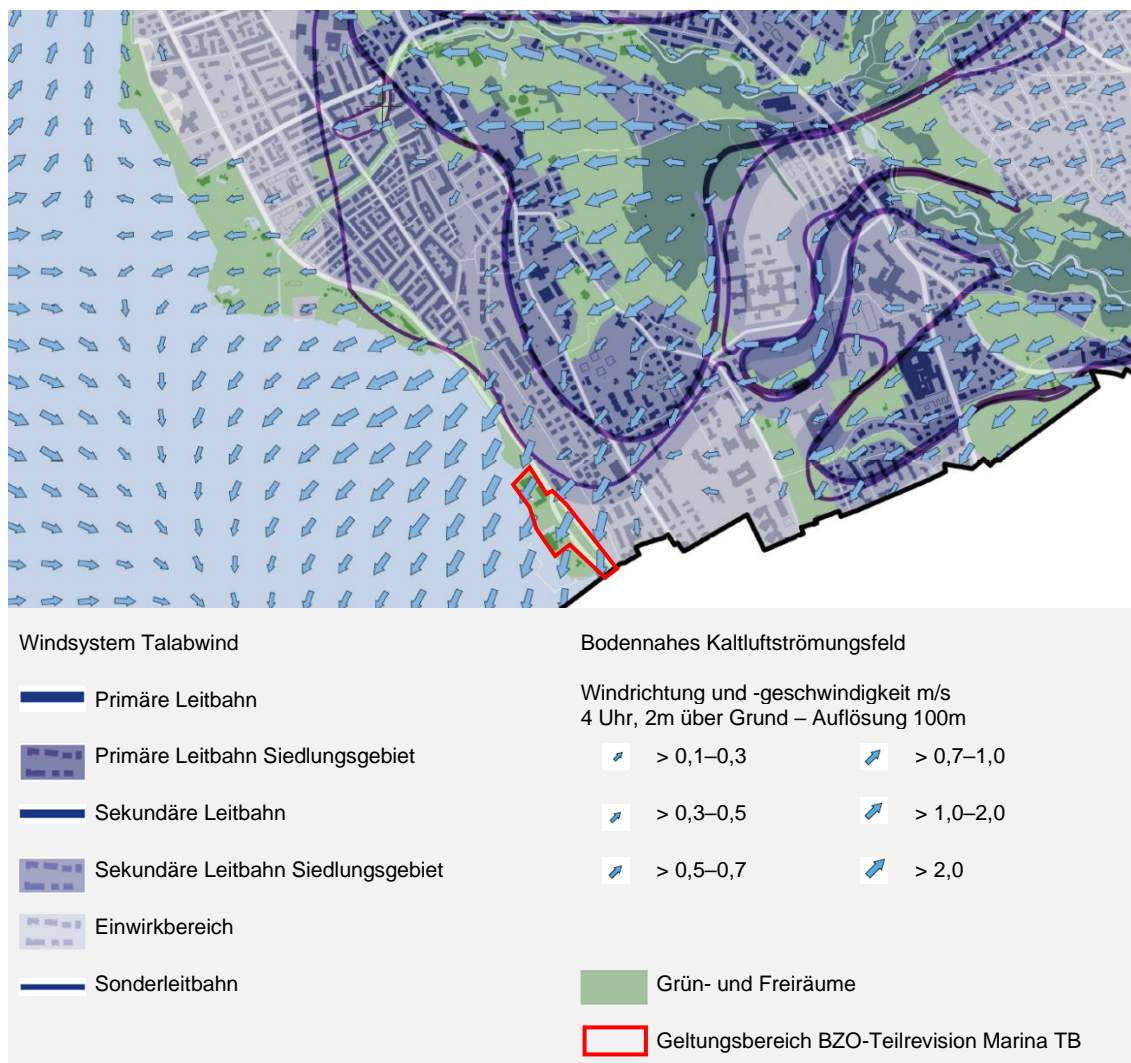 Windsystem Talabwind
Primäre Leitbahn
Primäre Leitbahn Siedlungsgebiet
Sekundäre Leitbahn
Sekundäre Leitbahn Siedlungsgebiet
Einwirkbereich
Sonderleitbahn
Bodennahes Kaltluftströmungsfeld
Windrichtung und -geschwindigkeit m/s
4 Uhr, 2m über Grund – Auflösung 100m
> 0,1–0,3
> 0,3–0,5
> 0,5–0,7
> 0,7–1,0
> 1,0–2,0
> 2,0
Grün- und Freiräume
Geltungsbereich BZO-Teilrevision Marina TB